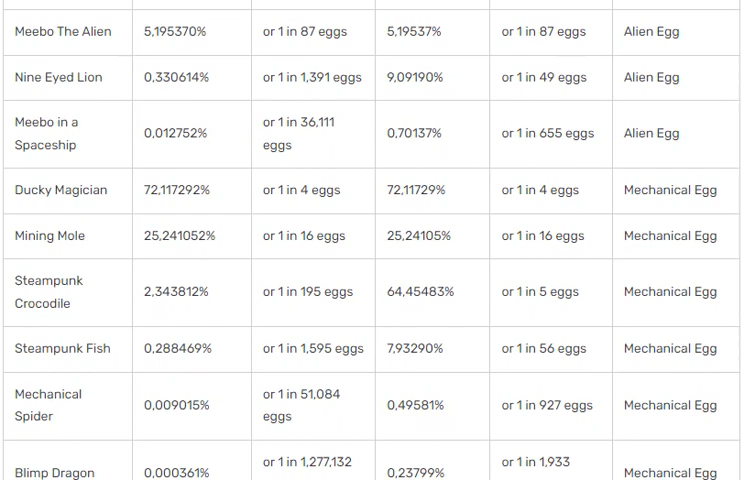 Meebo The Alien 5,195370% or 1 in 87 eggs 5,19537% or 1 in 87 eggs Alien Egg
Nine Eyed Lion 0,330614% or 1 in 1,391 eggs 9,09190% or 1 in 49 eggs Alien Egg
Meebo in a
Spaceship
0,012752%
or 1 in 36,111
eggs
0,70137% or 1 in 655 eggs Alien Egg
Ducky Magician 72,117292% or 1 in 4 eggs 72,11729% or 1 in 4 eggs Mechanical Egg
Mining Mole 25,241052% or 1 in 16 eggs 25,24105% or 1 in 16 eggs Mechanical Egg
Steampunk
Crocodile
2,343812% or 1 in 195 eggs 64,45483% or 1 in 5 eggs Mechanical Egg
Steampunk Fish 0,288469% or 1 in 1,595 eggs 7,93290% or 1 in 56 eggs Mechanical Egg
Mechanical
Spider
0,009015%
or 1 in 51,084
eggs
0,49581% or 1 in 927 eggs Mechanical Egg
Blimp Dragon 0,000361% or 1 in 1,277,132 0,23799% or 1 in 1,933 Mechanical Egg